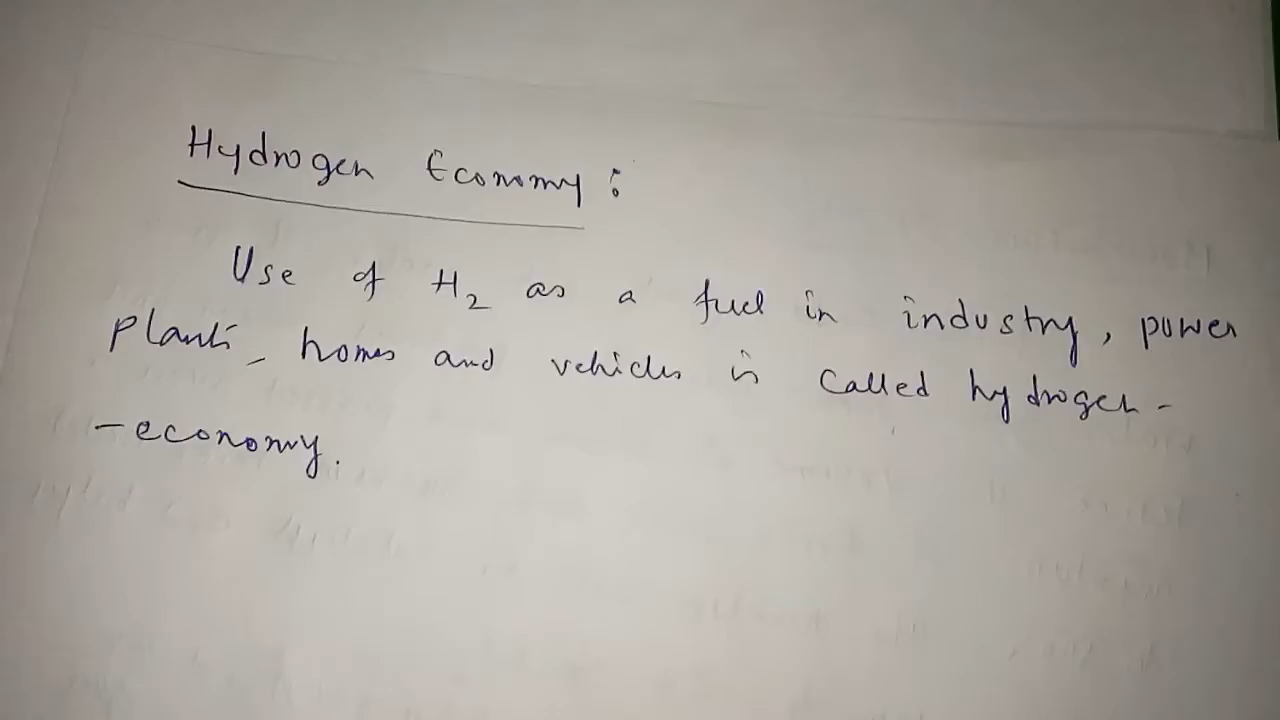 Hydrogen Economy :
Use of H₂ as a fuel in industry, power
plants, homes and vehicles is called hydrogen-
-economy.